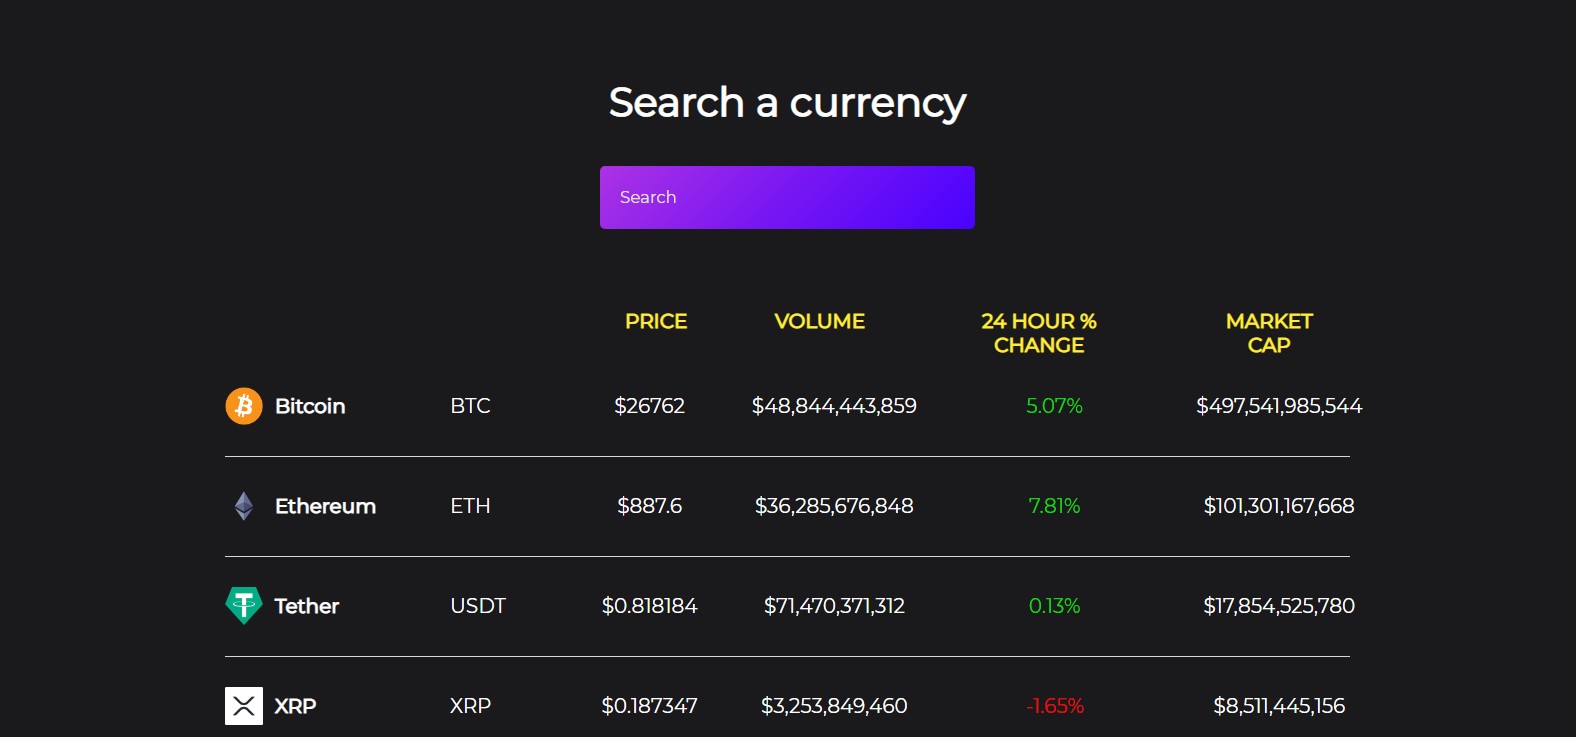 Search a currency
Search
PRICE VOLUME 24 HOUR % CHANGE MARKET CAP
Bitcoin BTC $26762 $48,844,443,859 5.07% $497,541,985,544
Ethereum ETH $887.6 $36,285,676,848 7.81% $101,301,167,668
Tether USDT $0.818184 $71,470,371,312 0.13% $17,854,525,780
XRP XRP $0.187347 $3,253,849,460 -1.65% $8,511,445,156